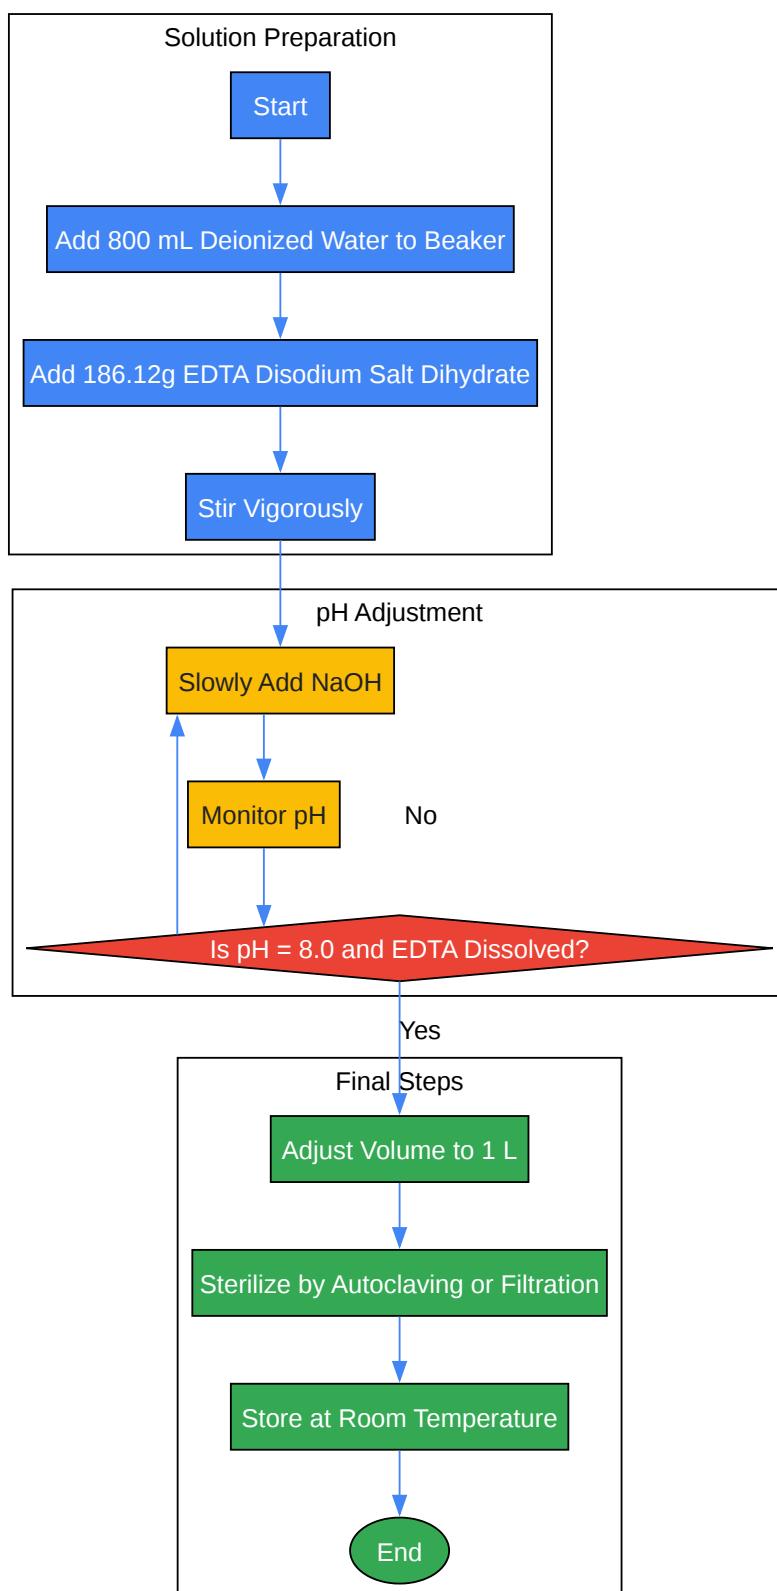 Solution Preparation
Start
Add 800 mL Deionized Water to Beaker
Add 186.12g EDTA Disodium Salt Dihydrate
Stir Vigorously
pH Adjustment
Slowly Add NaOH
Monitor pH
No
Is pH = 8.0 and EDTA Dissolved?
Yes
Final Steps
Adjust Volume to 1 L
Sterilize by Autoclaving or Filtration
Store at Room Temperature
End